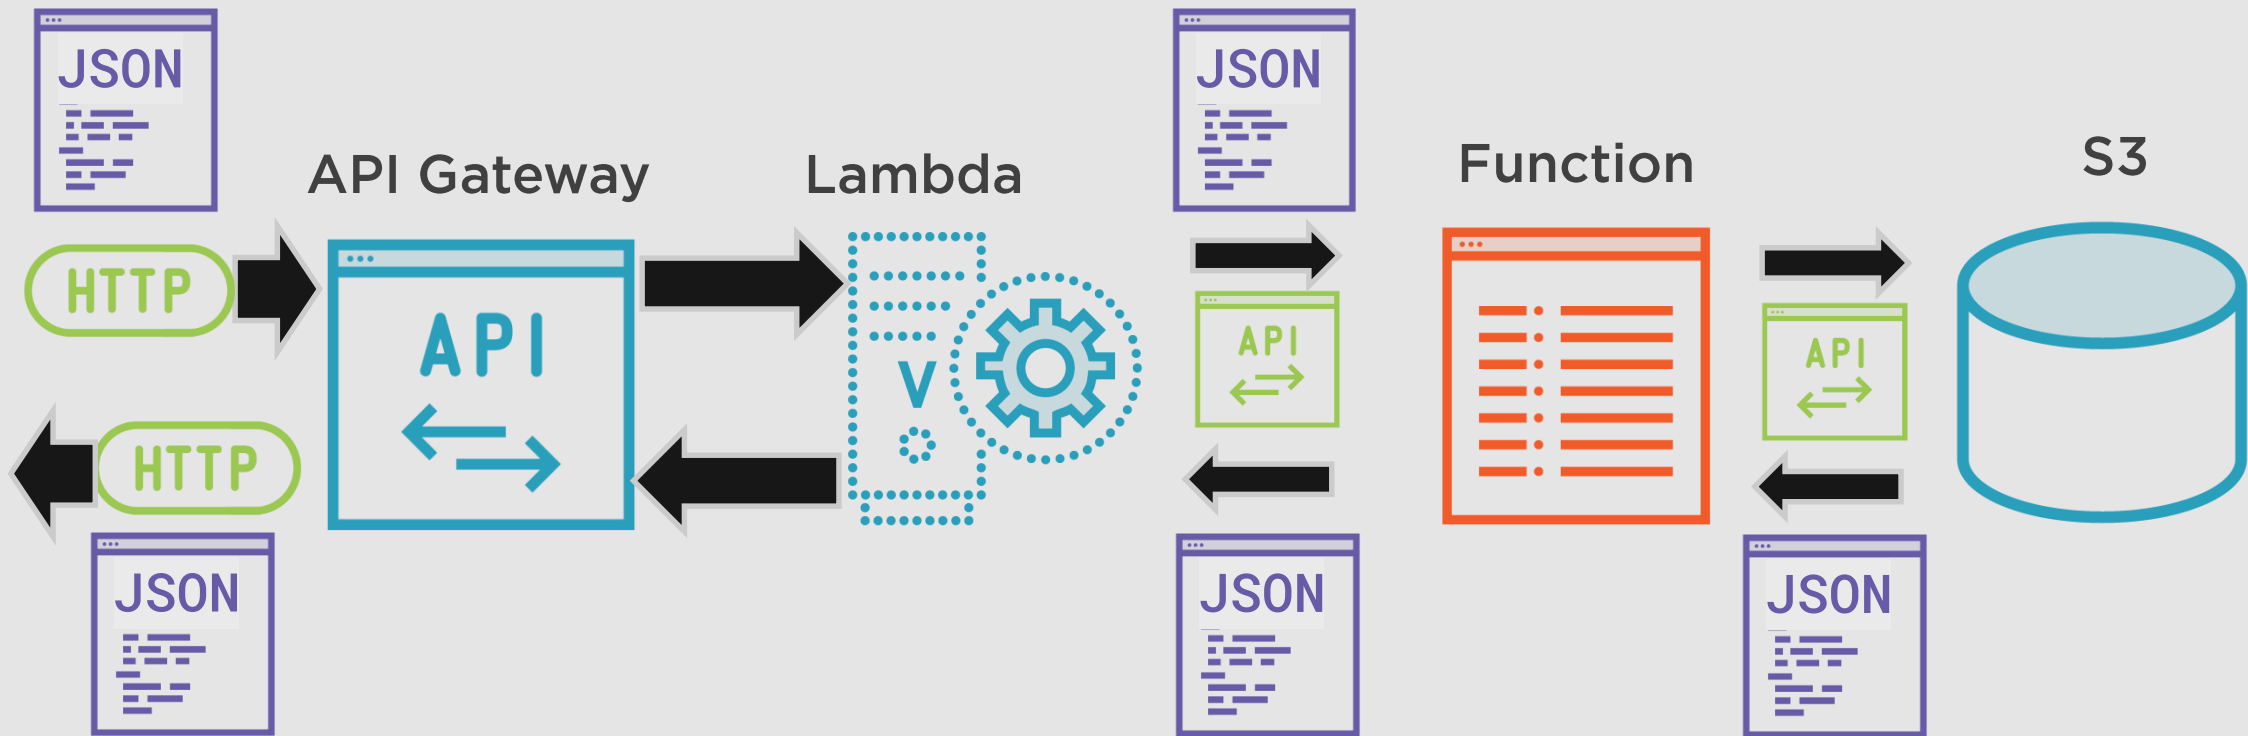 JSON
HTTP
API Gateway
API
Lambda
V
JSON
API
Function
API
S3
HTTP
JSON
JSON
JSON